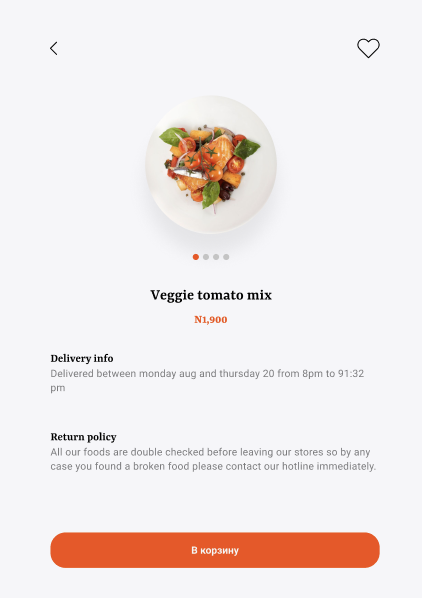 Veggie tomato mix
N1,900
Delivery info
Delivered between monday aug and thursday 20 from 8pm to 91:32
pm
Return policy
All our foods are double checked before leaving our stores so by any
case you found a broken food please contact our hotline immediately.
В корзину